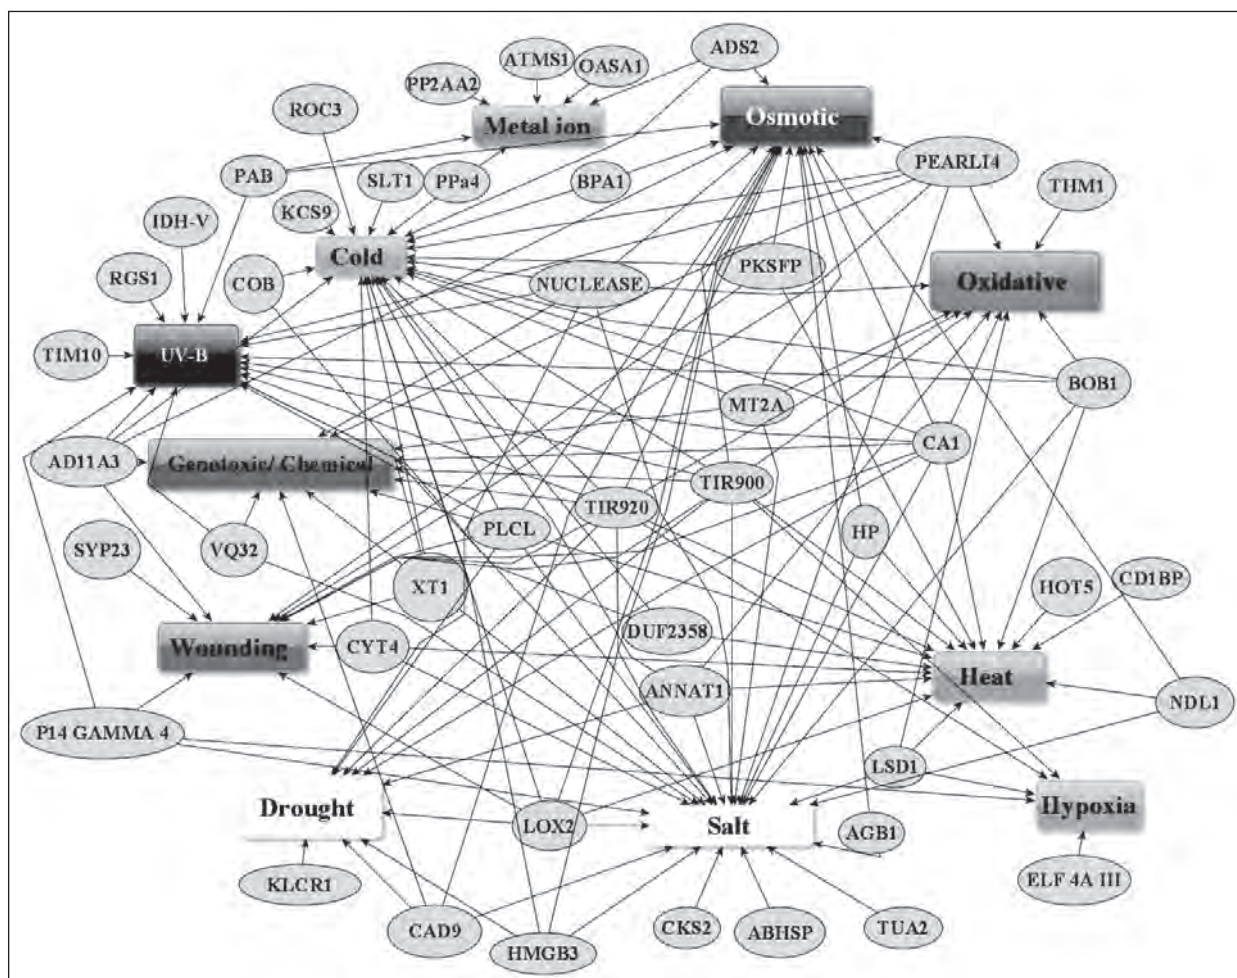 ADS2
ATMS1
OASA1
PP2AA2
ROC3
Metal ion
Osmotic
PAB
SLT1
PPa4
BPA1
PEARLI4
THM1
IDH-V
KCS9
Cold
RGS1
COB
NUCLEASE
PKSFP
Oxidative
TIM10
UV-B
BOB1
MT2A
AD11A3
Genotoxic/ Chemical
CA1
TIR900
TIR920
PLCL
SYP23
VQ32
HP
XT1
HOT5
CD1BP
Wounding
CYT4
DUF2358
Heat
ANNAT1
NDL1
P14 GAMMA 4
LSD1
Drought
LOX2
Salt
AGB1
Hypoxia
KLCR1
ELF 4A III
CAD9
HMGB3
CKS2
ABHSP
TUA2